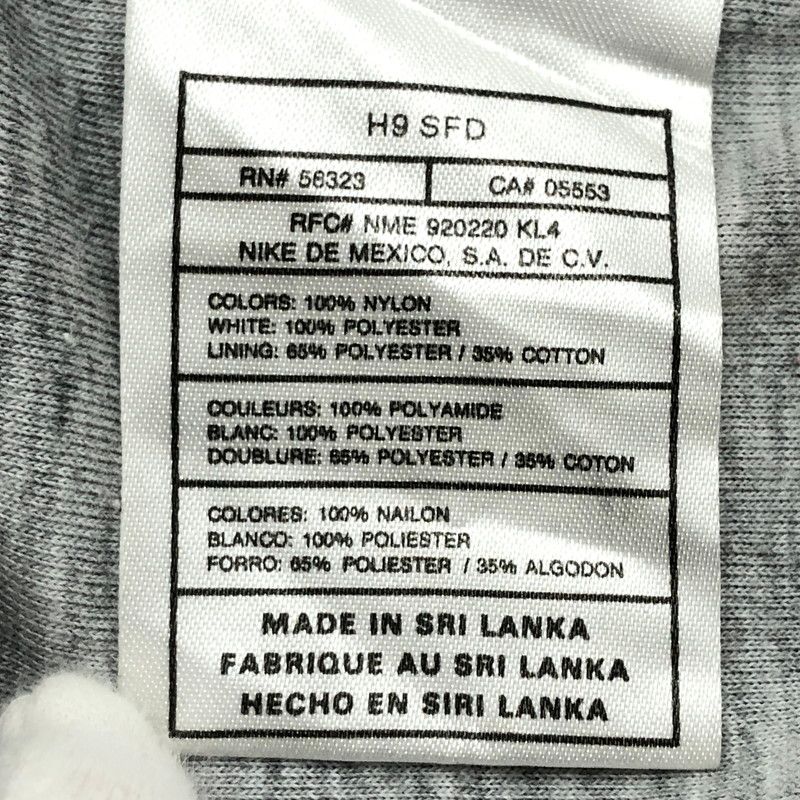 H9 SFD
RN# 56323
CA# 05553
RFC# NME 920220 KL4
NIKE DE MEXICO, S.A. DE C.V.
COLORS: 100% NYLON
WHITE: 100% POLYESTER
LINING: 65% POLYESTER / 35% COTTON
COULEURS: 100% POLYAMIDE
BLANC: 100% POLYESTER
DOUBLURE: 65% POLYESTER / 35% COTON
COLORES: 100% NAILON
BLANCO: 100% POLIESTER
FORRO: 65% POLIESTER / 35% ALGODON
MADE IN SRI LANKA
FABRIQUE AU SRI LANKA
HECHO EN SIRI LANKA